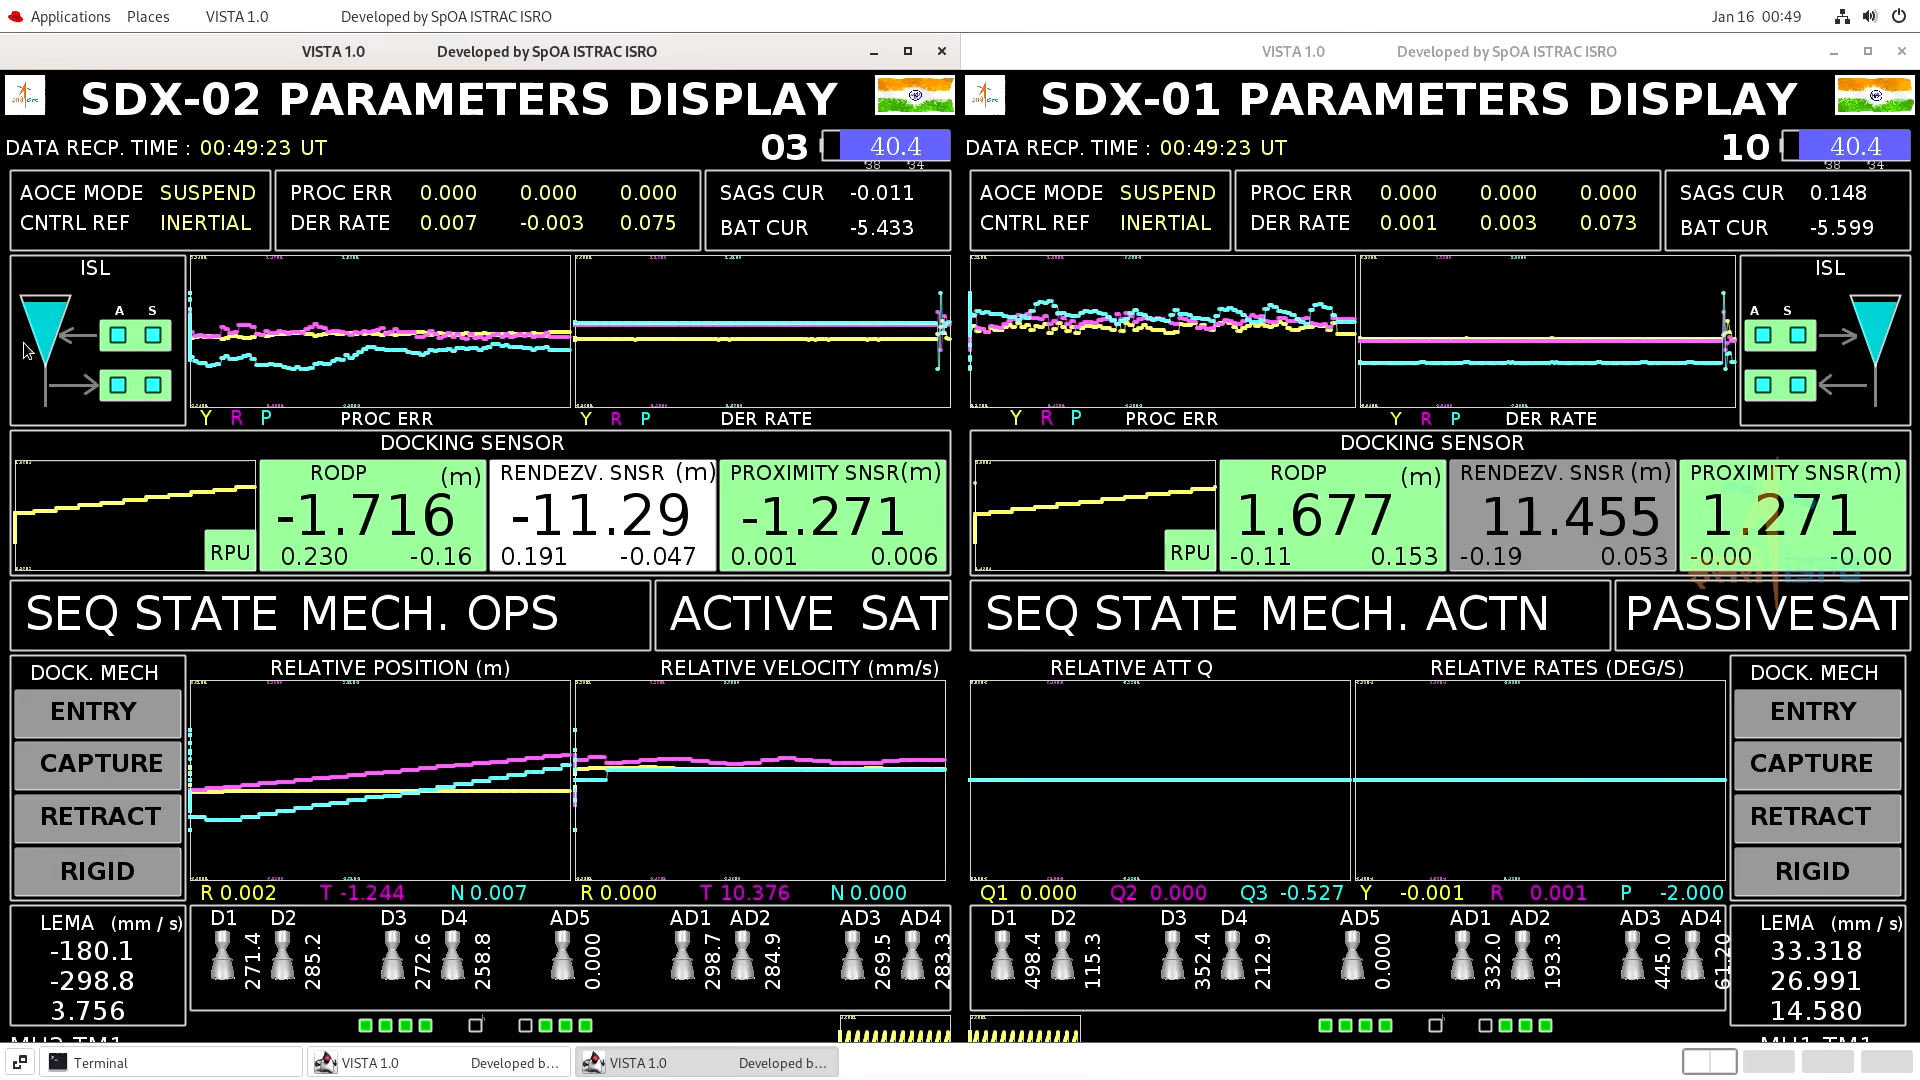 Applications Places VISTA 1.0 Developed by SpOA ISTRAC ISRO Jan 16 00:49
VISTA 1.0 Developed by SpOA ISTRAC ISRO
SDX-02 PARAMETERS DISPLAY
DATA RECP. TIME : 00:49:23 UT 03 40.4
'38 '34
AOCE MODE SUSPEND
CNTRL REF INERTIAL
PROC ERR 0.000 0.000 0.000
DER RATE 0.007 -0.003 0.075
SAGS CUR -0.011
BAT CUR -5.433
ISL
A S
Y R P PROC ERR
Y R P DER RATE
DOCKING SENSOR
RPU
RODP (m)
-1.716
0.230 -0.16
RENDEZV. SNSR (m)
-11.29
0.191 -0.047
PROXIMITY SNSR(m)
-1.271
0.001 0.006
SEQ STATE MECH. OPS
ACTIVE SAT
DOCK. MECH
ENTRY
CAPTURE
RETRACT
RIGID
RELATIVE POSITION (m)
R 0.002 T -1.244 N 0.007
RELATIVE VELOCITY (mm/s)
R 0.000 T 10.376 N 0.000
LEMA (mm / s)
-180.1
-298.8
3.756
D1 D2 D3 D4 AD5 AD1 AD2 AD3 AD4
271.4 285.2 272.6 258.8 0.000 298.7 284.9 269.5 283.3
VISTA 1.0 Developed by SpOA ISTRAC ISRO
SDX-01 PARAMETERS DISPLAY
DATA RECP. TIME : 00:49:23 UT 10 40.4
'38 '34
AOCE MODE SUSPEND
CNTRL REF INERTIAL
PROC ERR 0.000 0.000 0.000
DER RATE 0.001 0.003 0.073
SAGS CUR 0.148
BAT CUR -5.599
Y R P PROC ERR
Y R P DER RATE
ISL
A S
DOCKING SENSOR
RPU
RODP (m)
1.677
-0.11 0.153
RENDEZV. SNSR (m)
11.455
-0.19 0.053
PROXIMITY SNSR(m)
1.271
-0.00 -0.00
SEQ STATE MECH. ACTN
PASSIVE SAT
RELATIVE ATT Q
Q1 0.000 Q2 0.000 Q3 -0.527
RELATIVE RATES (DEG/S)
Y -0.001 R 0.001 P -2.000
DOCK. MECH
ENTRY
CAPTURE
RETRACT
RIGID
D1 D2 D3 D4 AD5 AD1 AD2 AD3 AD4
498.4 115.3 352.4 212.9 0.000 332.0 193.3 445.0 61.20
LEMA (mm / s)
33.318
26.991
14.580
Terminal
VISTA 1.0 Developed b...
VISTA 1.0 Developed b...